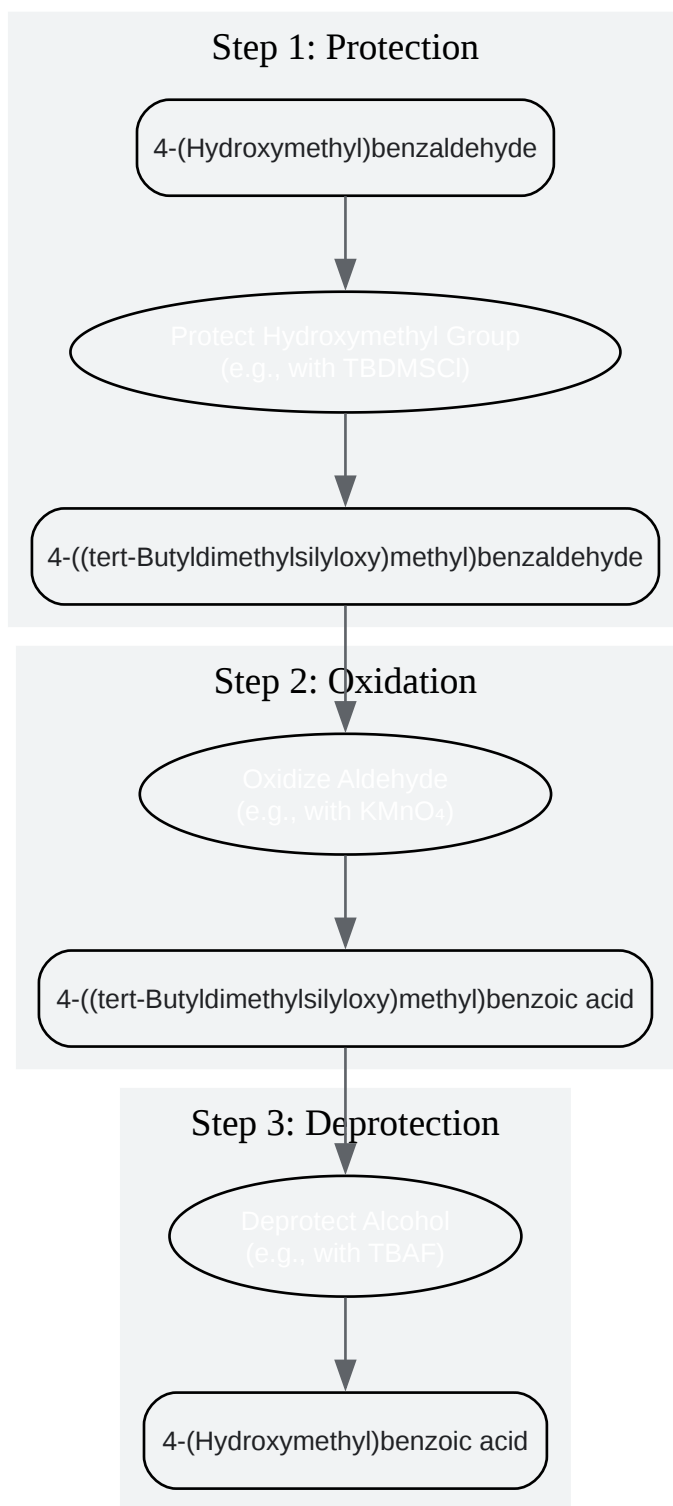 Step 1: Protection
4-(Hydroxymethyl)benzaldehyde
Protect Hydroxymethyl Group
(e.g., with TBDMSCl)
4-((tert-Butyldimethylsilyloxy)methyl)benzaldehyde
Step 2: Oxidation
Oxidize Aldehyde
(e.g., with KMnO₄)
4-((tert-Butyldimethylsilyloxy)methyl)benzoic acid
Step 3: Deprotection
Deprotect Alcohol
(e.g., with TBAF)
4-(Hydroxymethyl)benzoic acid